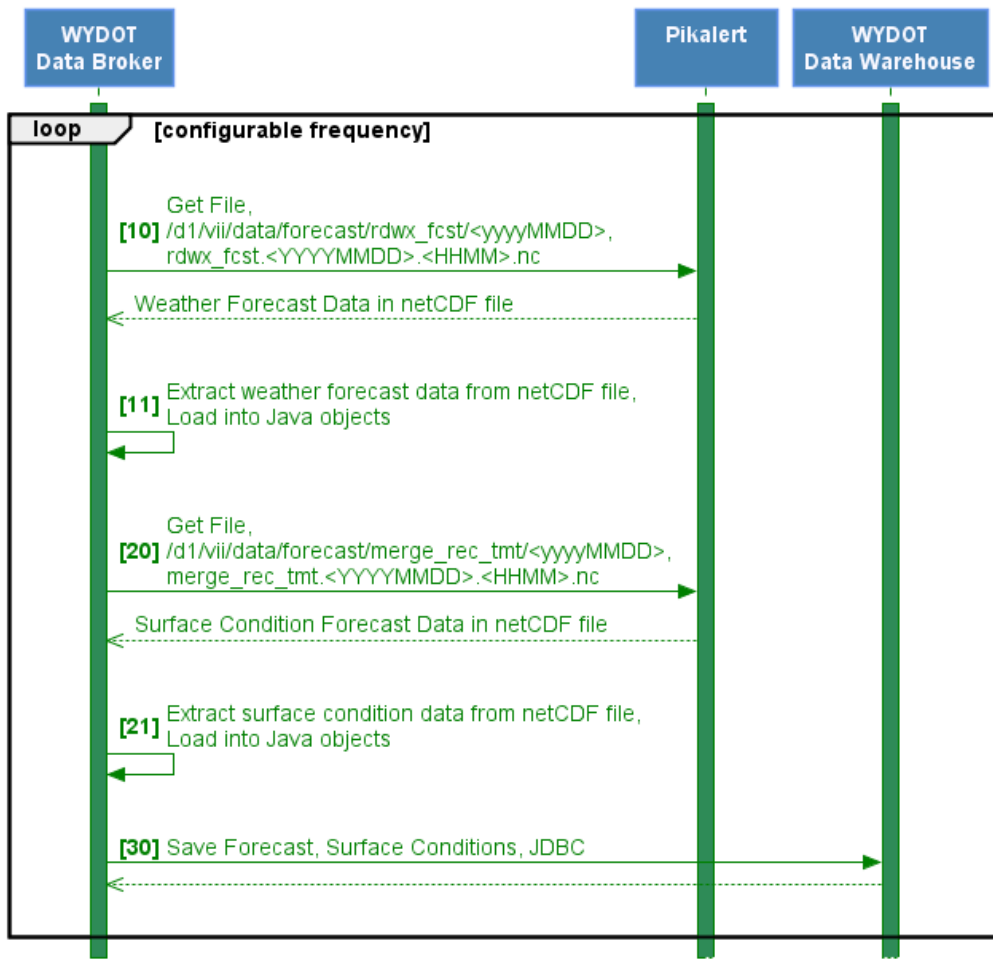 WYDOT
Data Broker
Pikalert
WYDOT
Data Warehouse
loop
[configurable frequency]
Get File,
[10] /d1/vii/data/forecast/rdwx_fcst/<yyyyMMDD>,
rdwx_fcst.<YYYYMMDD>.<HHMM>.nc
Weather Forecast Data in netCDF file
[11] Extract weather forecast data from netCDF file,
Load into Java objects
Get File,
[20] /d1/vii/data/forecast/merge_rec_tmt/<yyyyMMDD>,
merge_rec_tmt.<YYYYMMDD>.<HHMM>.nc
Surface Condition Forecast Data in netCDF file
[21] Extract surface condition data from netCDF file,
Load into Java objects
[30] Save Forecast, Surface Conditions, JDBC